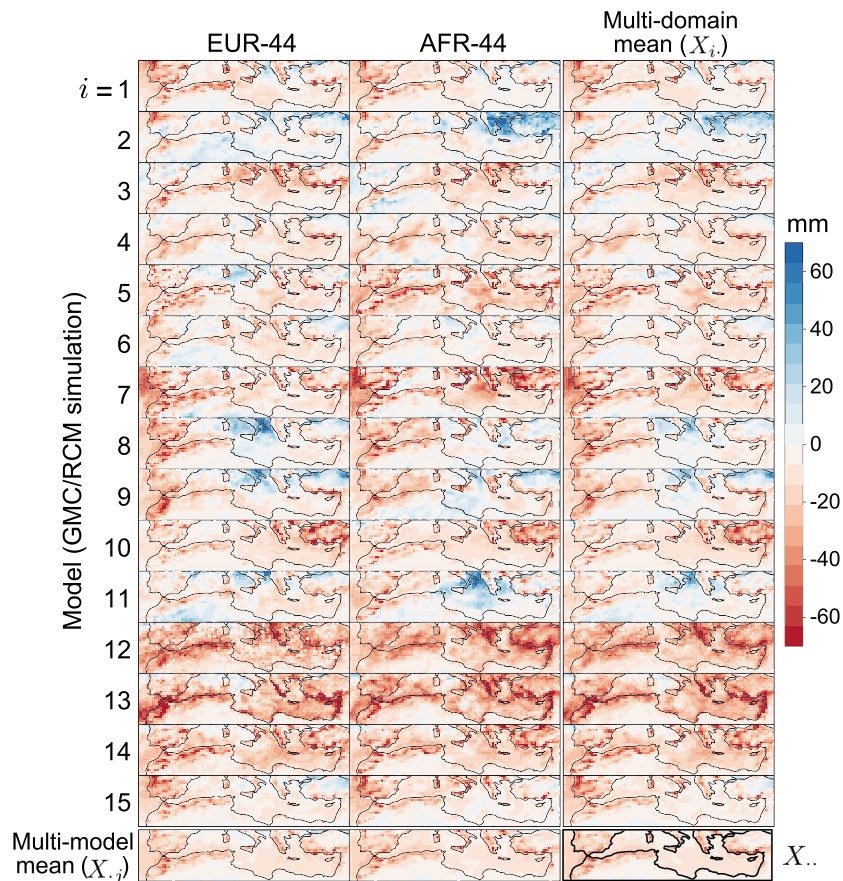 EUR-44
AFR-44
Multi-domain
mean (Xᵢ.)
i = 1
2
3
4
5
6
7
8
9
10
11
12
13
14
15
Model (GMC/RCM simulation)
Multi-model
mean (X.ⱼ)
X..
mm
60
40
20
0
-20
-40
-60